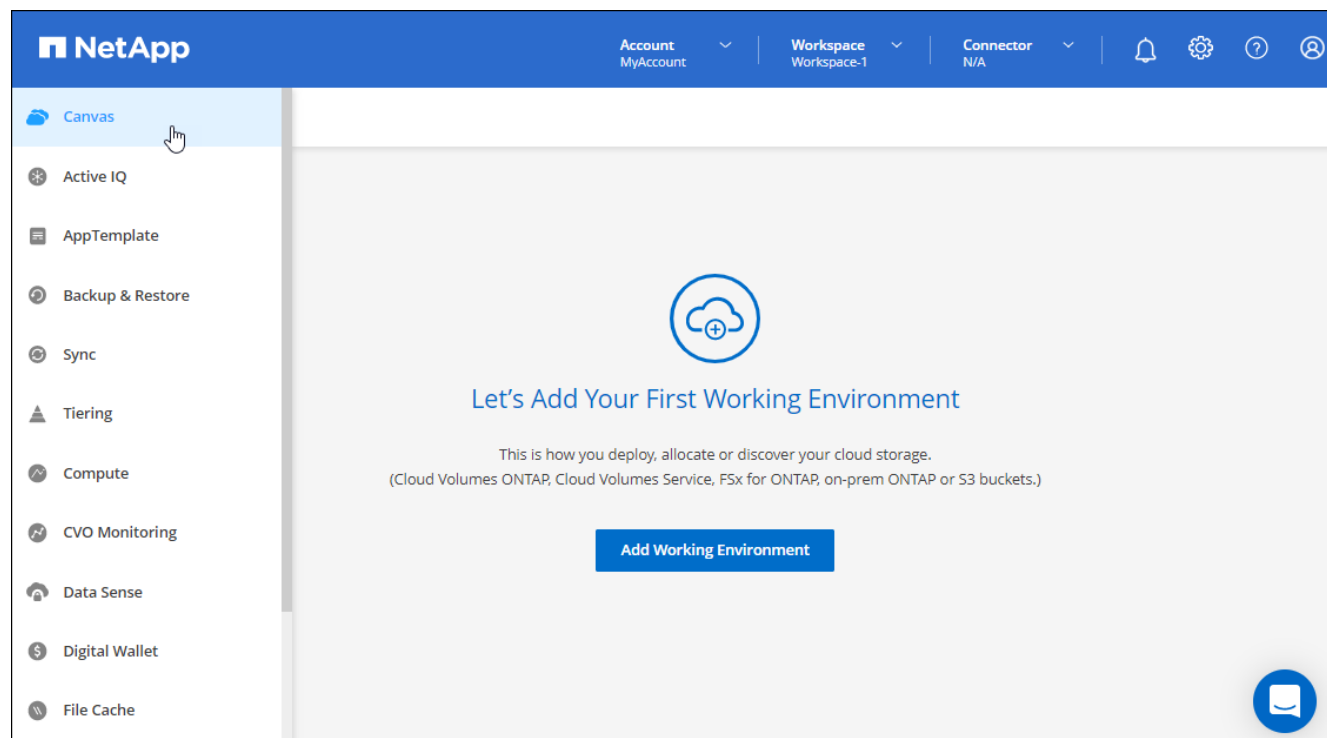 NetApp
Account
MyAccount
Workspace
Workspace-1
Connector
N/A
Canvas
Active IQ
AppTemplate
Backup & Restore
Sync
Tiering
Compute
CVO Monitoring
Data Sense
Digital Wallet
File Cache
Let’s Add Your First Working Environment
This is how you deploy, allocate or discover your cloud storage.
(Cloud Volumes ONTAP, Cloud Volumes Service, FSx for ONTAP, on-prem ONTAP or S3 buckets.)
Add Working Environment